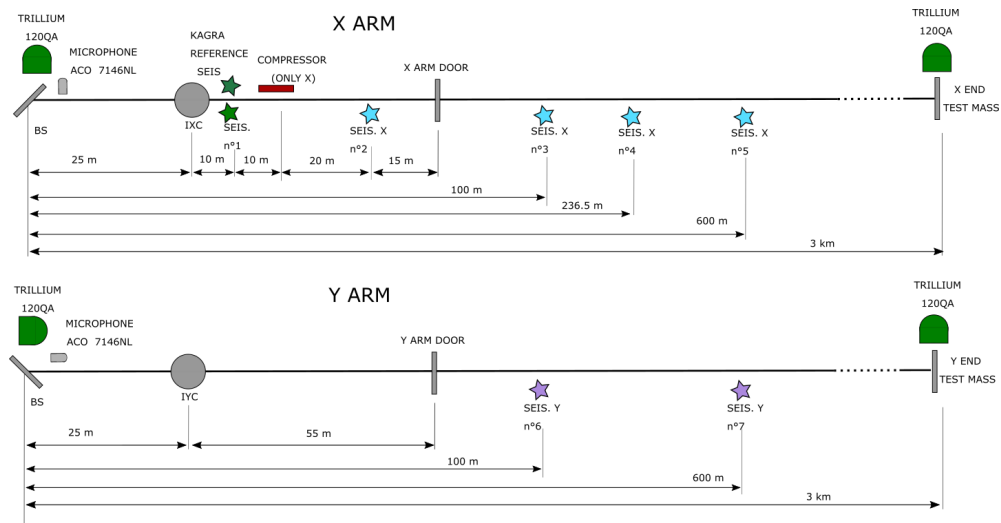 TRILLIUM
120QA
MICROPHONE
ACO 7146NL
KAGRA
REFERENCE
SEIS
X ARM
COMPRESSOR
(ONLY X)
X ARM DOOR
TRILLIUM
120QA
X END
TEST MASS
BS
IXC
SEIS.
n°1
SEIS. X
n°2
SEIS. X
n°3
SEIS. X
n°4
SEIS. X
n°5
25 m
10 m
10 m
20 m
15 m
100 m
236.5 m
600 m
3 km
TRILLIUM
120QA
MICROPHONE
ACO 7146NL
Y ARM
Y ARM DOOR
TRILLIUM
120QA
Y END
TEST MASS
BS
IYC
SEIS. Y
n°6
SEIS. Y
n°7
25 m
55 m
100 m
600 m
3 km